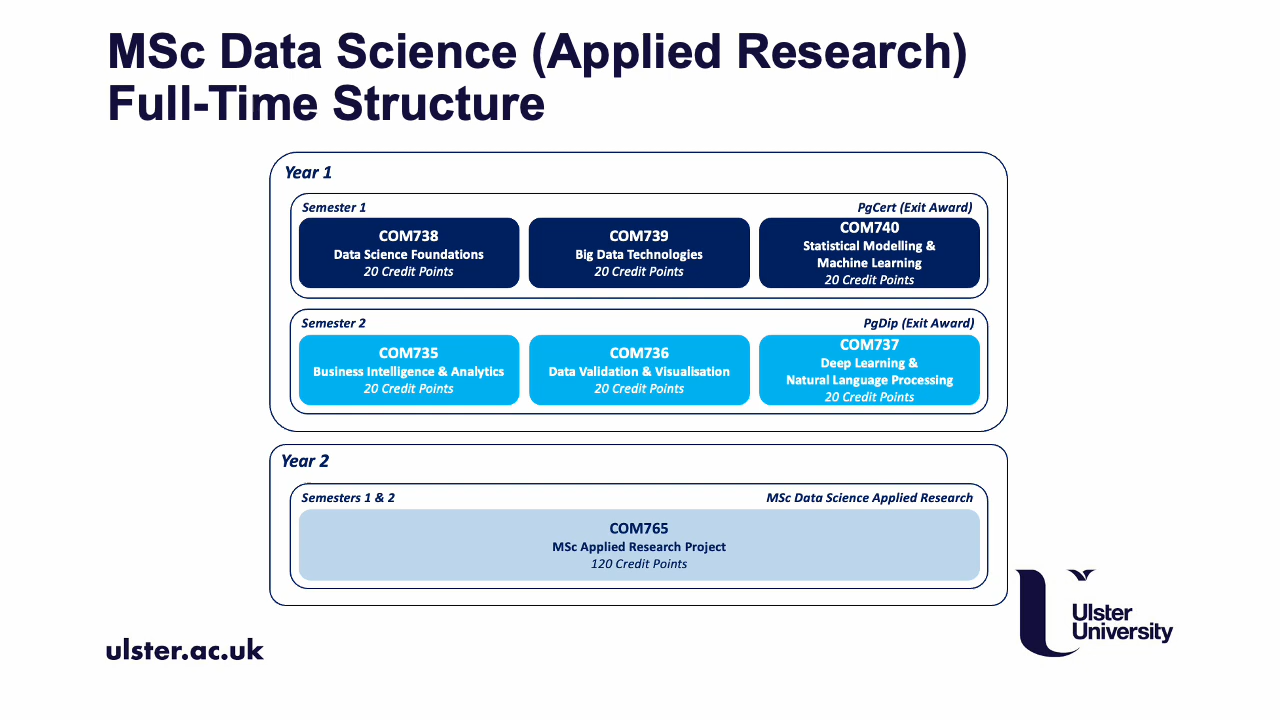 MSc Data Science (Applied Research)
Full-Time Structure
Year 1
Semester 1
PgCert (Exit Award)
COM738
Data Science Foundations
20 Credit Points
COM739
Big Data Technologies
20 Credit Points
COM740
Statistical Modelling &
Machine Learning
20 Credit Points
Semester 2
PgDip (Exit Award)
COM735
Business Intelligence & Analytics
20 Credit Points
COM736
Data Validation & Visualisation
20 Credit Points
COM737
Deep Learning &
Natural Language Processing
20 Credit Points
Year 2
Semesters 1 & 2
MSc Data Science Applied Research
COM765
MSc Applied Research Project
120 Credit Points
ulster.ac.uk
Ulster
University